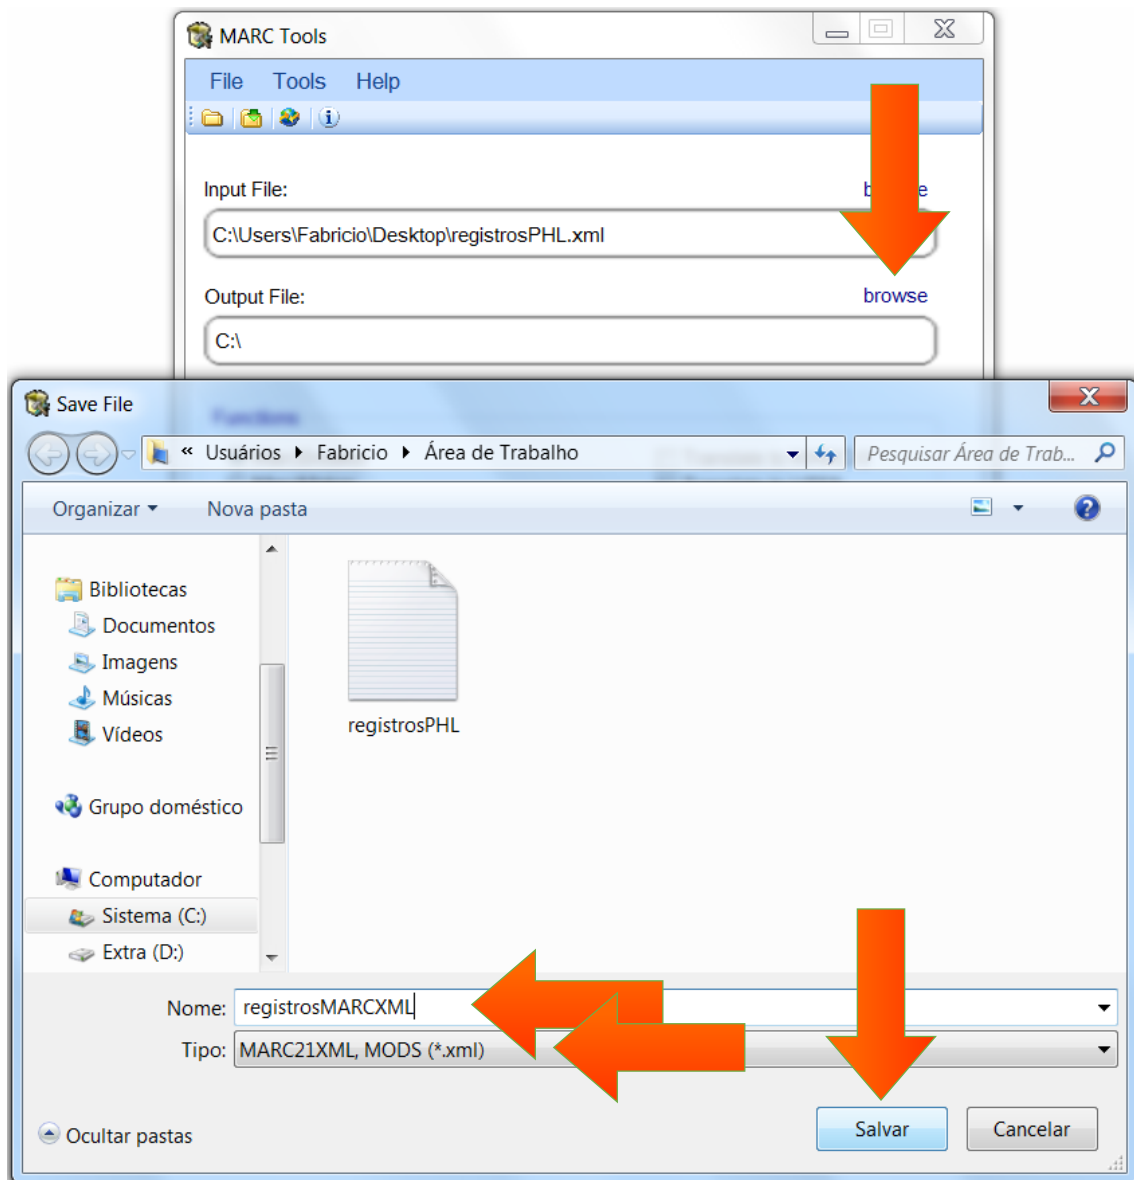 MARC Tools
File Tools Help
Input File:
C:\Users\Fabricio\Desktop\registrosPHL.xml
Output File: browse
C:\
Save File
Functions
« Usuários Fabricio Área de Trabalho Pesquisar Área de Trab...
Organizar Nova pasta
Bibliotecas
Documentos
Imagens
Músicas
Vídeos
registrosPHL
Grupo doméstico
Computador
Sistema (C:)
Extra (D:)
Nome: registrosMARCXML
Tipo: MARC21XML, MODS (*.xml)
Ocultar pastas Salvar Cancelar